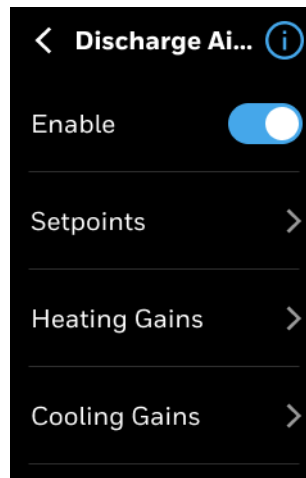 Discharge Ai...
Enable
Setpoints
Heating Gains
Cooling Gains